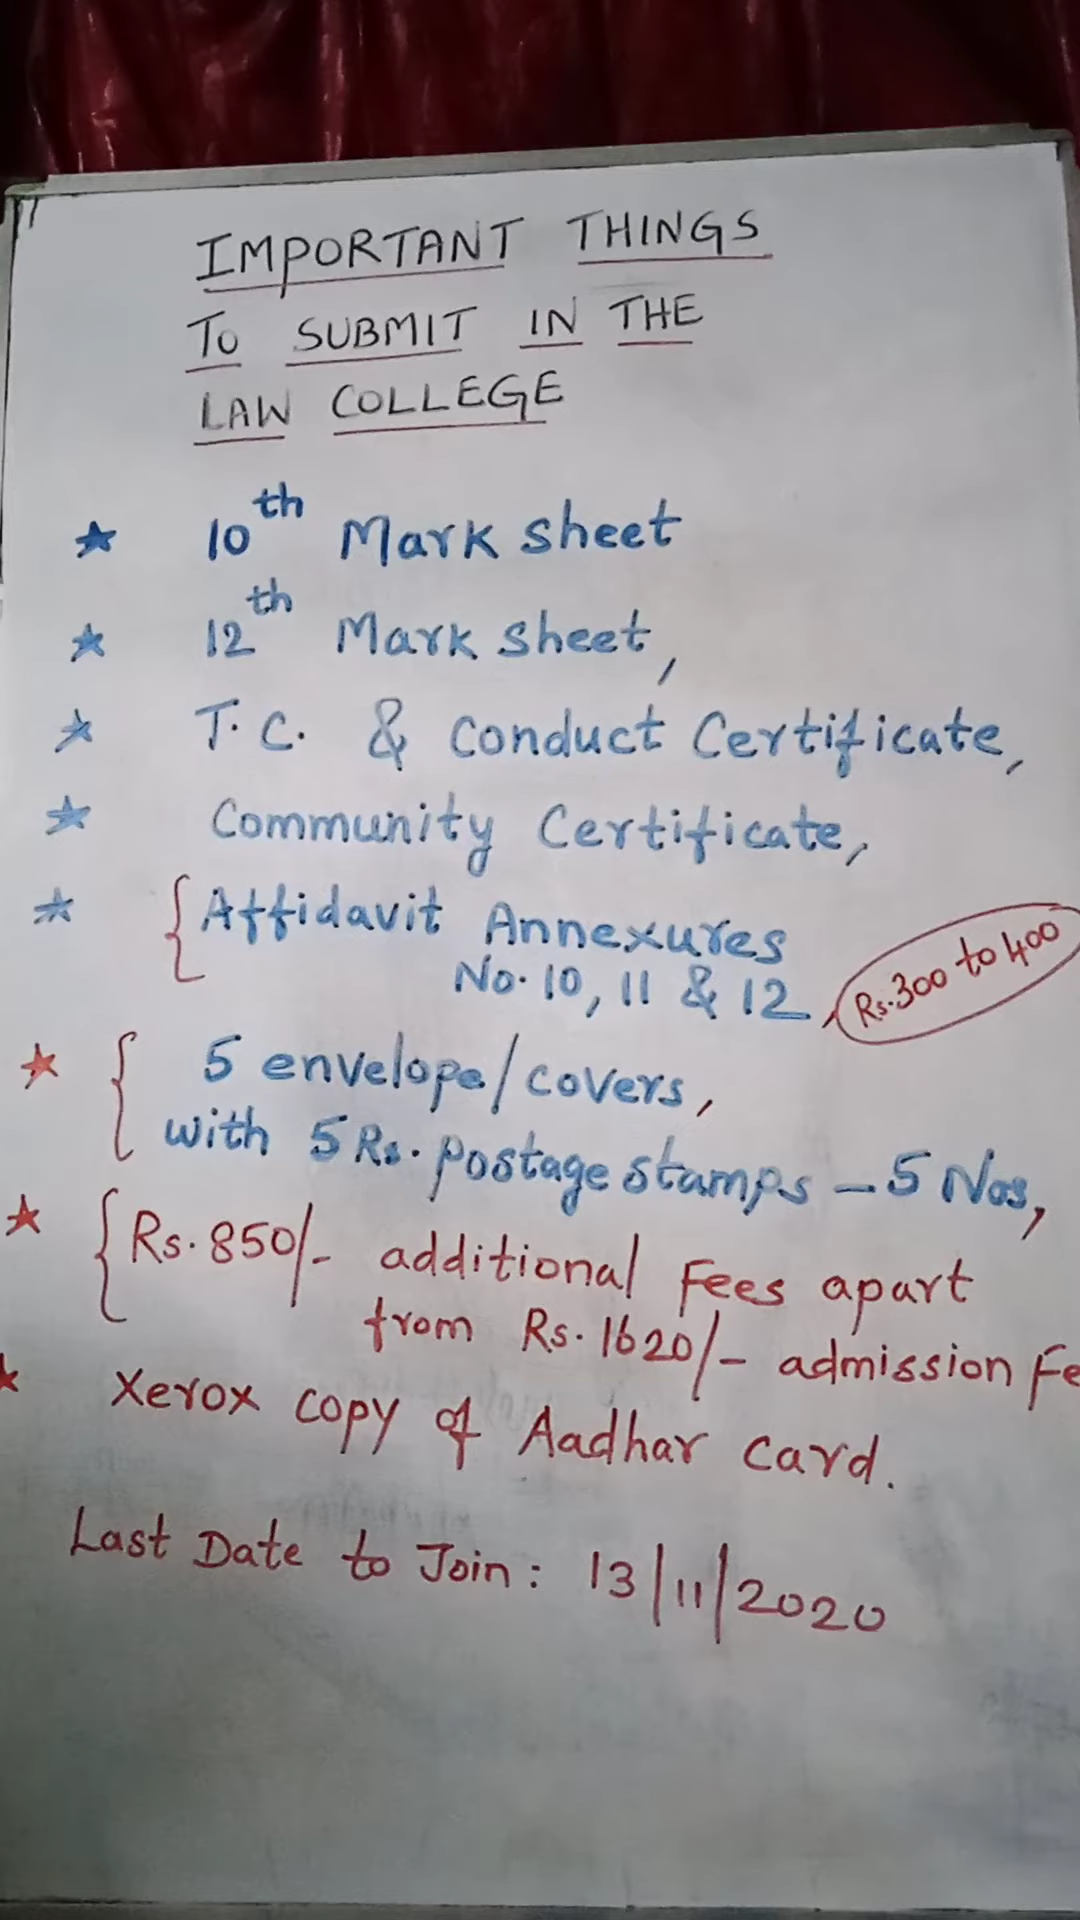 IMPORTANT THINGS
TO SUBMIT IN THE
LAW COLLEGE
★ 10th Mark sheet
★ 12th Mark sheet,
★ T.C. & Conduct Certificate,
★ Community Certificate,
★ { Affidavit Annexures
No. 10, 11 & 12, Rs.300 to 400
★ { 5 envelope/covers,
with 5 Rs. postage stamps – 5 Nos,
★ { Rs. 850/- additional Fees apart
from Rs. 1620/- admission Fe
★ Xerox copy of Aadhar card.
Last Date to Join: 13/11/2020